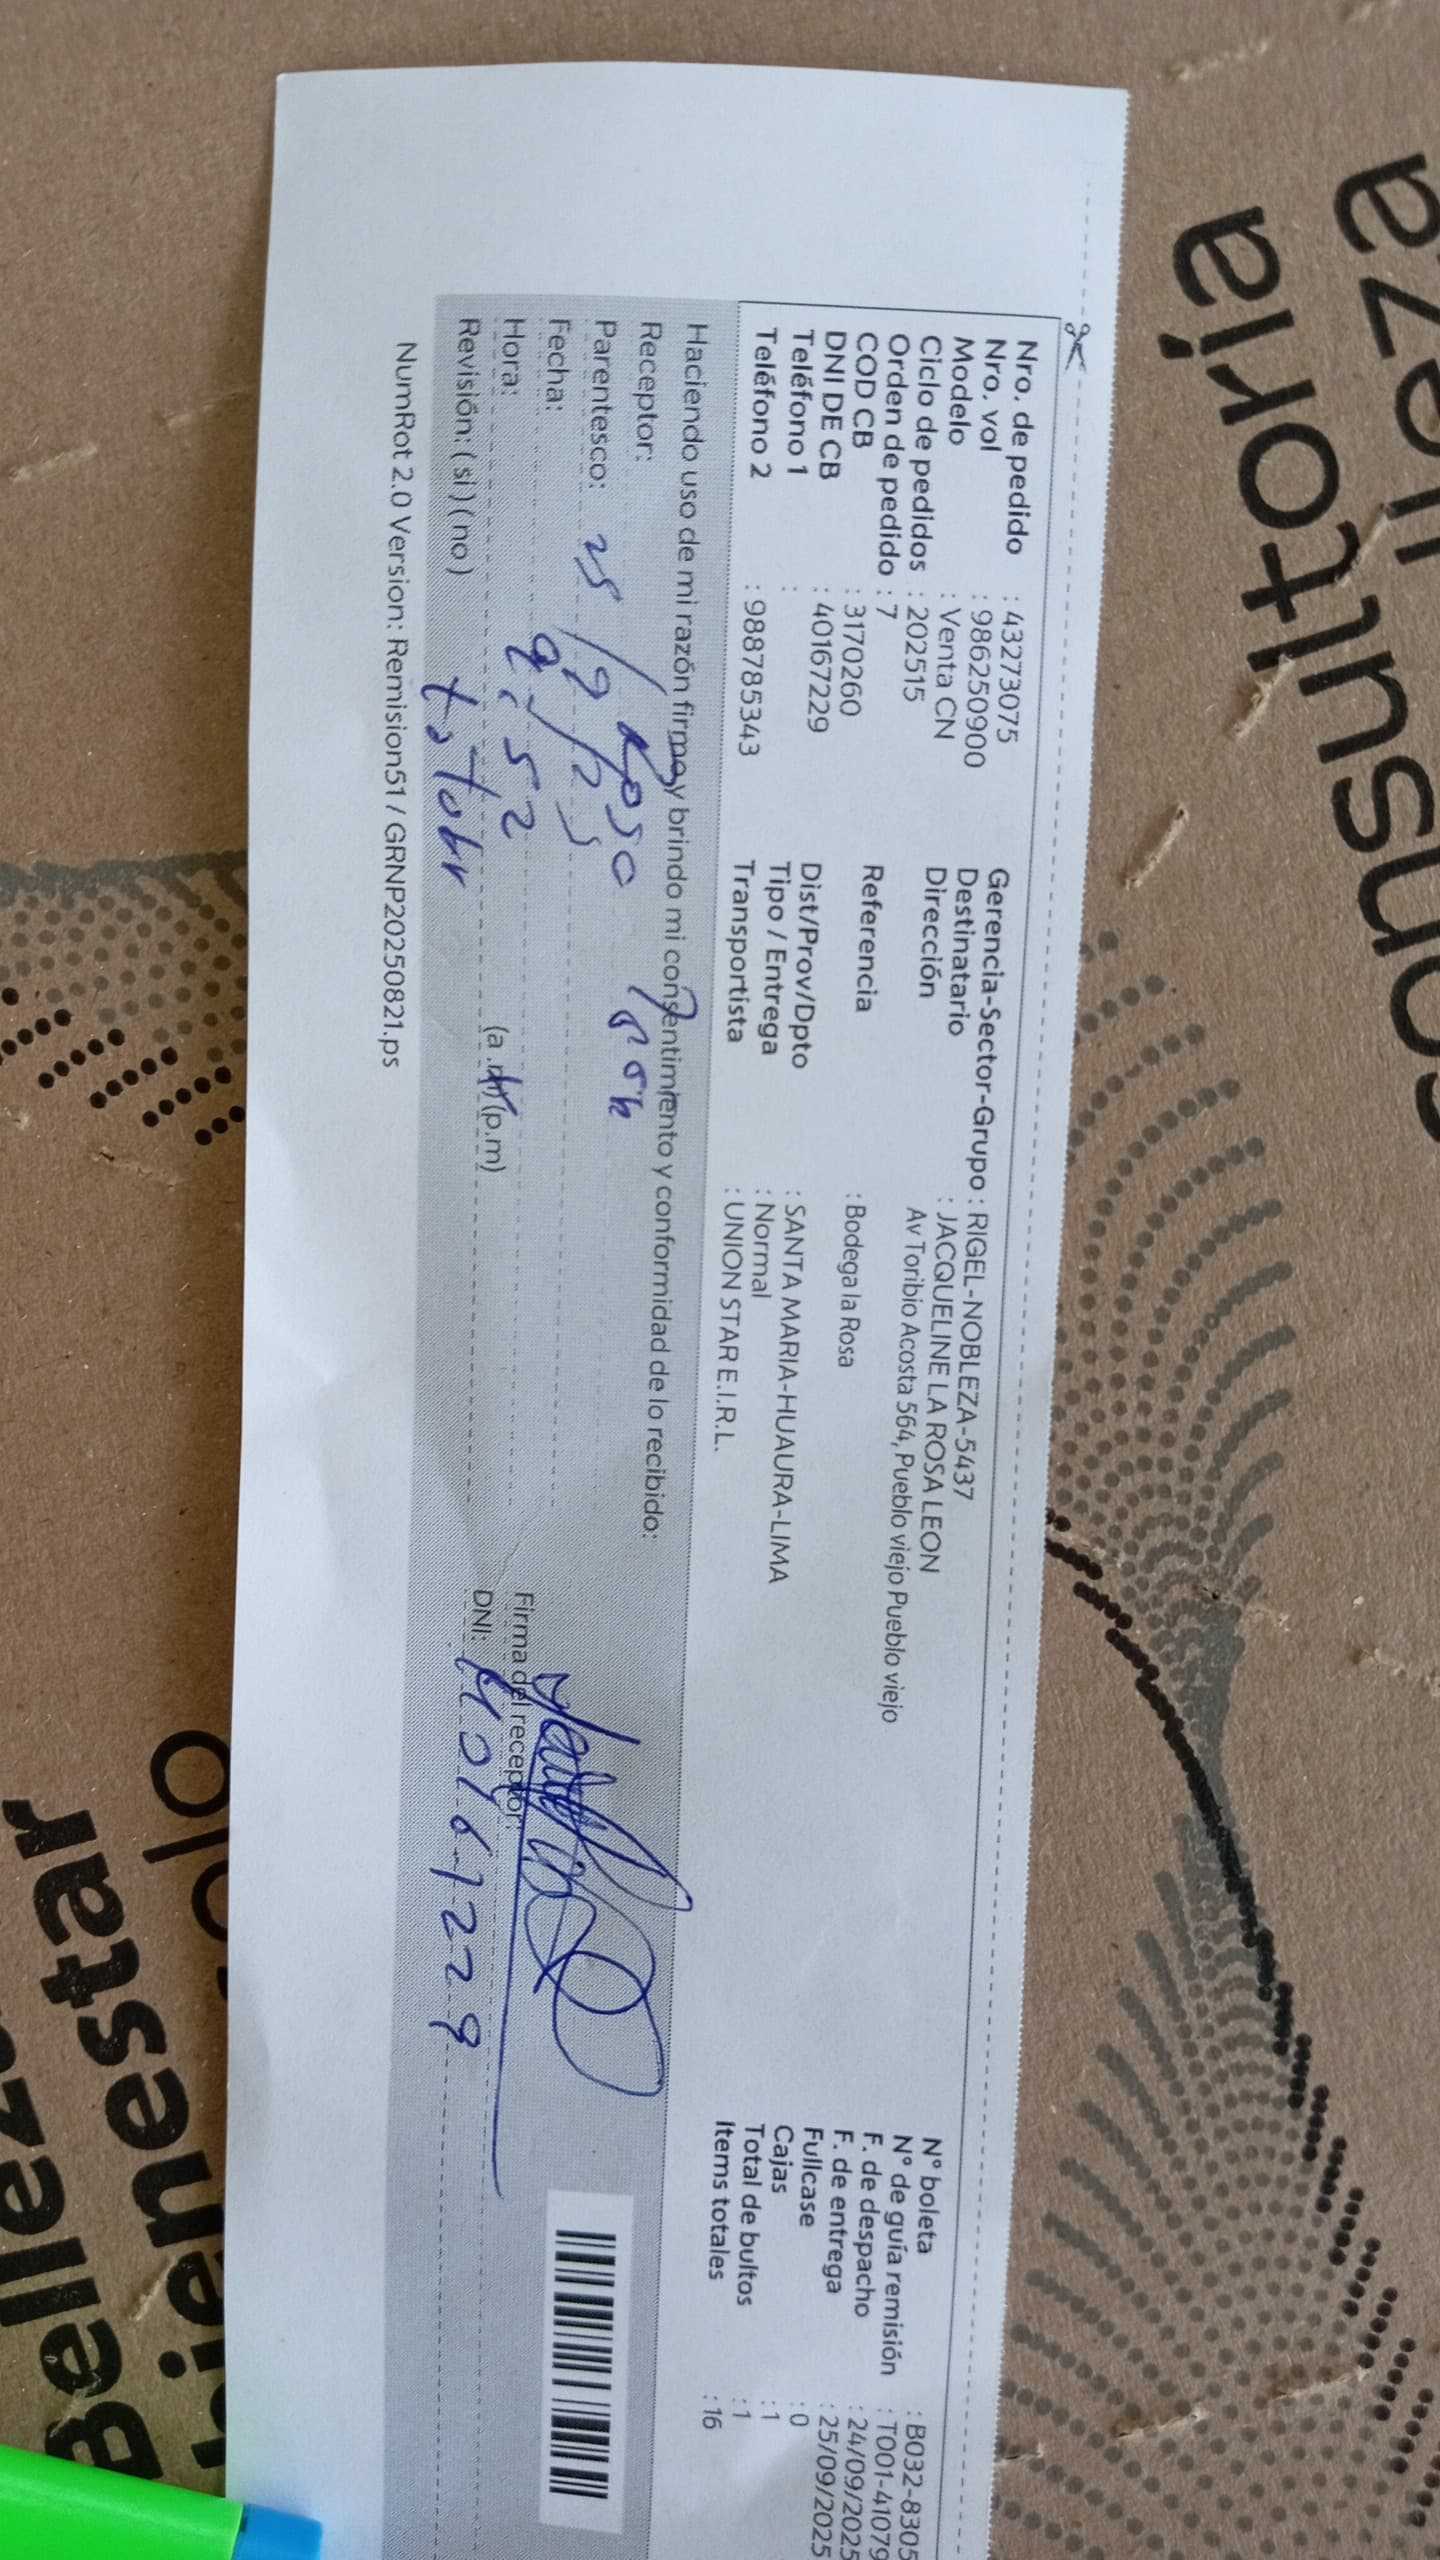 Nro. de pedido : 43273075
Nro. vol : 986250900
Modelo : Venta CN
Ciclo de pedidos : 202515
Orden de pedido : 7
COD CB : 3170260
DNI DE CB : 40167229
Teléfono 1 :
Teléfono 2 : 988785343
Gerencia-Sector-Grupo : RIGEL-NOBLEZA-5437
Destinatario : JACQUELINE LA ROSA LEON
Dirección Av Toribio Acosta 564, Pueblo viejo Pueblo viejo
Referencia : Bodega la Rosa
Dist/Prov/Dpto : SANTA MARIA-HUAURA-LIMA
Tipo / Entrega : Normal
Transportista : UNION STAR E.I.R.L.
N° boleta : B032-8305
N° de guía remisión : T001-41079
F. de despacho : 24/09/2025
F. de entrega : 25/09/2025
Fullcase : 0
Cajas : 1
Total de bultos : 1
Items totales : 16
Haciendo uso de mi razón firmo y brindo mi consentimiento y conformidad de lo recibido:
Receptor:
Parentesco:
Fecha: 25/9/25
Hora: 9:52 (a.m) (p.m)
Revisión: ( si ) ( no )
Firma del receptor:
DNI: 40167229
NumRot 2.0 Version: Remision51 / GRNP20250821.ps
ltoría
eza
Bienestar
Belleza